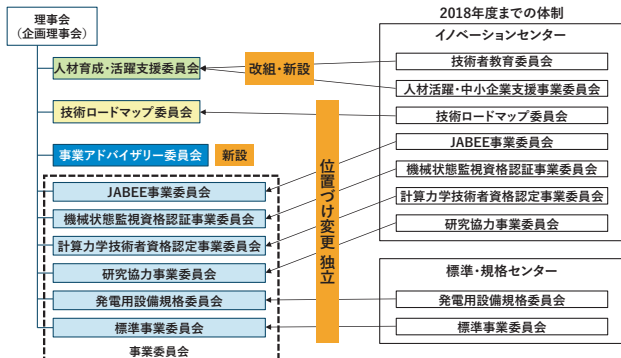 理事会
(企画理事会)
人材育成・活躍支援委員会
技術ロードマップ委員会
事業アドバイザリー委員会
新設
JABEE事業委員会
機械状態監視資格認証事業委員会
計算力学技術者資格認定事業委員会
研究協力事業委員会
発電用設備規格委員会
標準事業委員会
事業委員会
改組・新設
位置づけ変更 独立
2018年度までの体制
イノベーションセンター
技術者教育委員会
人材活躍・中小企業支援事業委員会
技術ロードマップ委員会
JABEE事業委員会
機械状態監視資格認証事業委員会
計算力学技術者資格認定事業委員会
研究協力事業委員会
標準・規格センター
発電用設備規格委員会
標準事業委員会